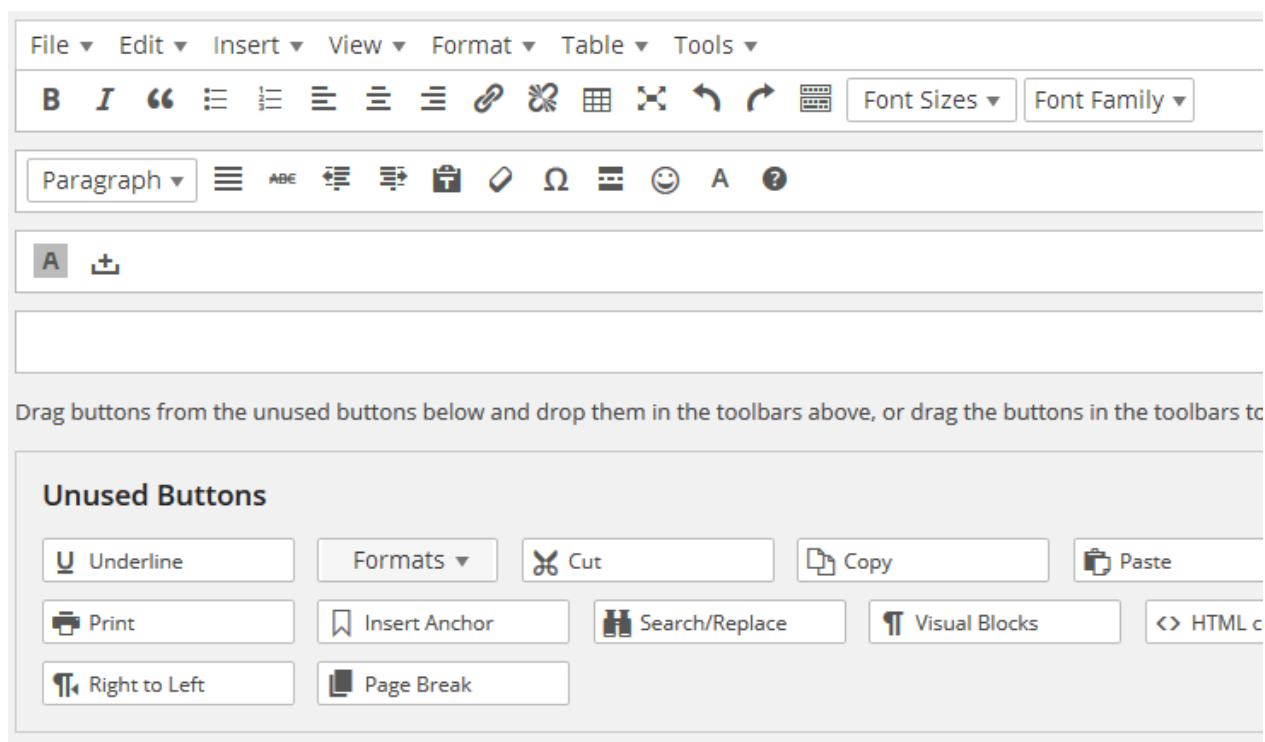 File Edit Insert View Format Table Tools
B I Font Sizes Font Family
Paragraph ABE Ω A
A
Drag buttons from the unused buttons below and drop them in the toolbars above, or drag the buttons in the toolbars to
Unused Buttons
U Underline Formats Cut Copy Paste
Print Insert Anchor Search/Replace Visual Blocks <> HTML c
Right to Left Page Break